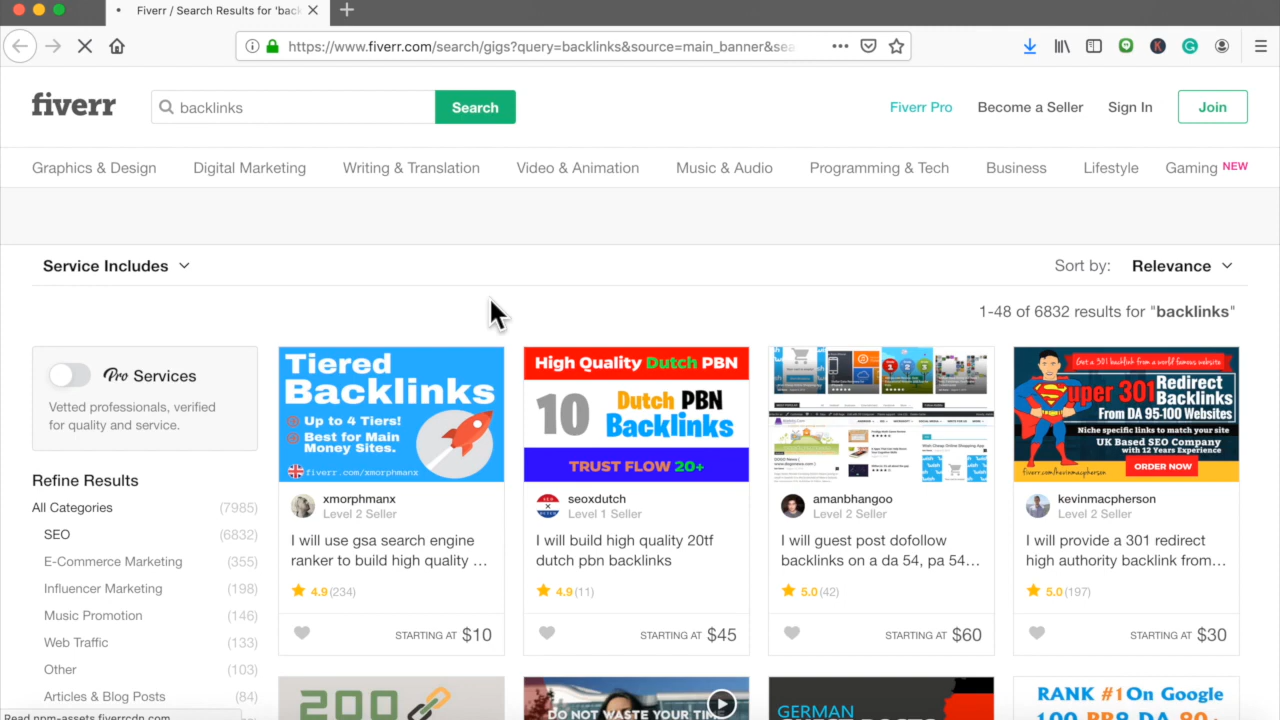 Fiverr / Search Results for 'back
https://www.fiverr.com/search/gigs?query=backlinks&source=main_banner&sea
fiverr
backlinks
Search
Fiverr Pro
Become a Seller
Sign In
Join
Graphics & Design
Digital Marketing
Writing & Translation
Video & Animation
Music & Audio
Programming & Tech
Business
Lifestyle
Gaming NEW
Service Includes
Sort by: Relevance
1-48 of 6832 results for "backlinks"
Pro Services
Vetted professionals, verified
for quality and service.
Refine Results
All Categories (7985)
SEO (6832)
E-Commerce Marketing (355)
Influencer Marketing (198)
Music Promotion (146)
Web Traffic (133)
Other (103)
Articles & Blog Posts (84)
Read npm-assets.fiverrcdn.com
Tiered
Backlinks
Up to 4 Tiers!
Best for Main
Money Sites.
fiverr.com/xmorphmanx
xmorphmanx
Level 2 Seller
I will use gsa search engine
ranker to build high quality ...
4.9 (234)
STARTING AT $10
High Quality Dutch PBN
10
Dutch PBN
Backlinks
TRUST FLOW 20+
seoxdutch
Level 1 Seller
I will build high quality 20tf
dutch pbn backlinks
4.9 (11)
STARTING AT $45
amanbhangoo
Level 2 Seller
I will guest post dofollow
backlinks on a da 54, pa 54...
5.0 (42)
STARTING AT $60
Get a 301 backlink from a world famous website
uper 301 Redirect
Backlinks
From DA 95-100 Websites
Niche specific links to match your site
UK Based SEO Company
with 12 Years Experience
ORDER NOW
fiverr.com/kevinmacpherson
kevinmacpherson
Level 2 Seller
I will provide a 301 redirect
high authority backlink from...
5.0 (197)
STARTING AT $30
200
DO NOT WASTE YOUR TIME
GERMAN
RANK #1 On Google